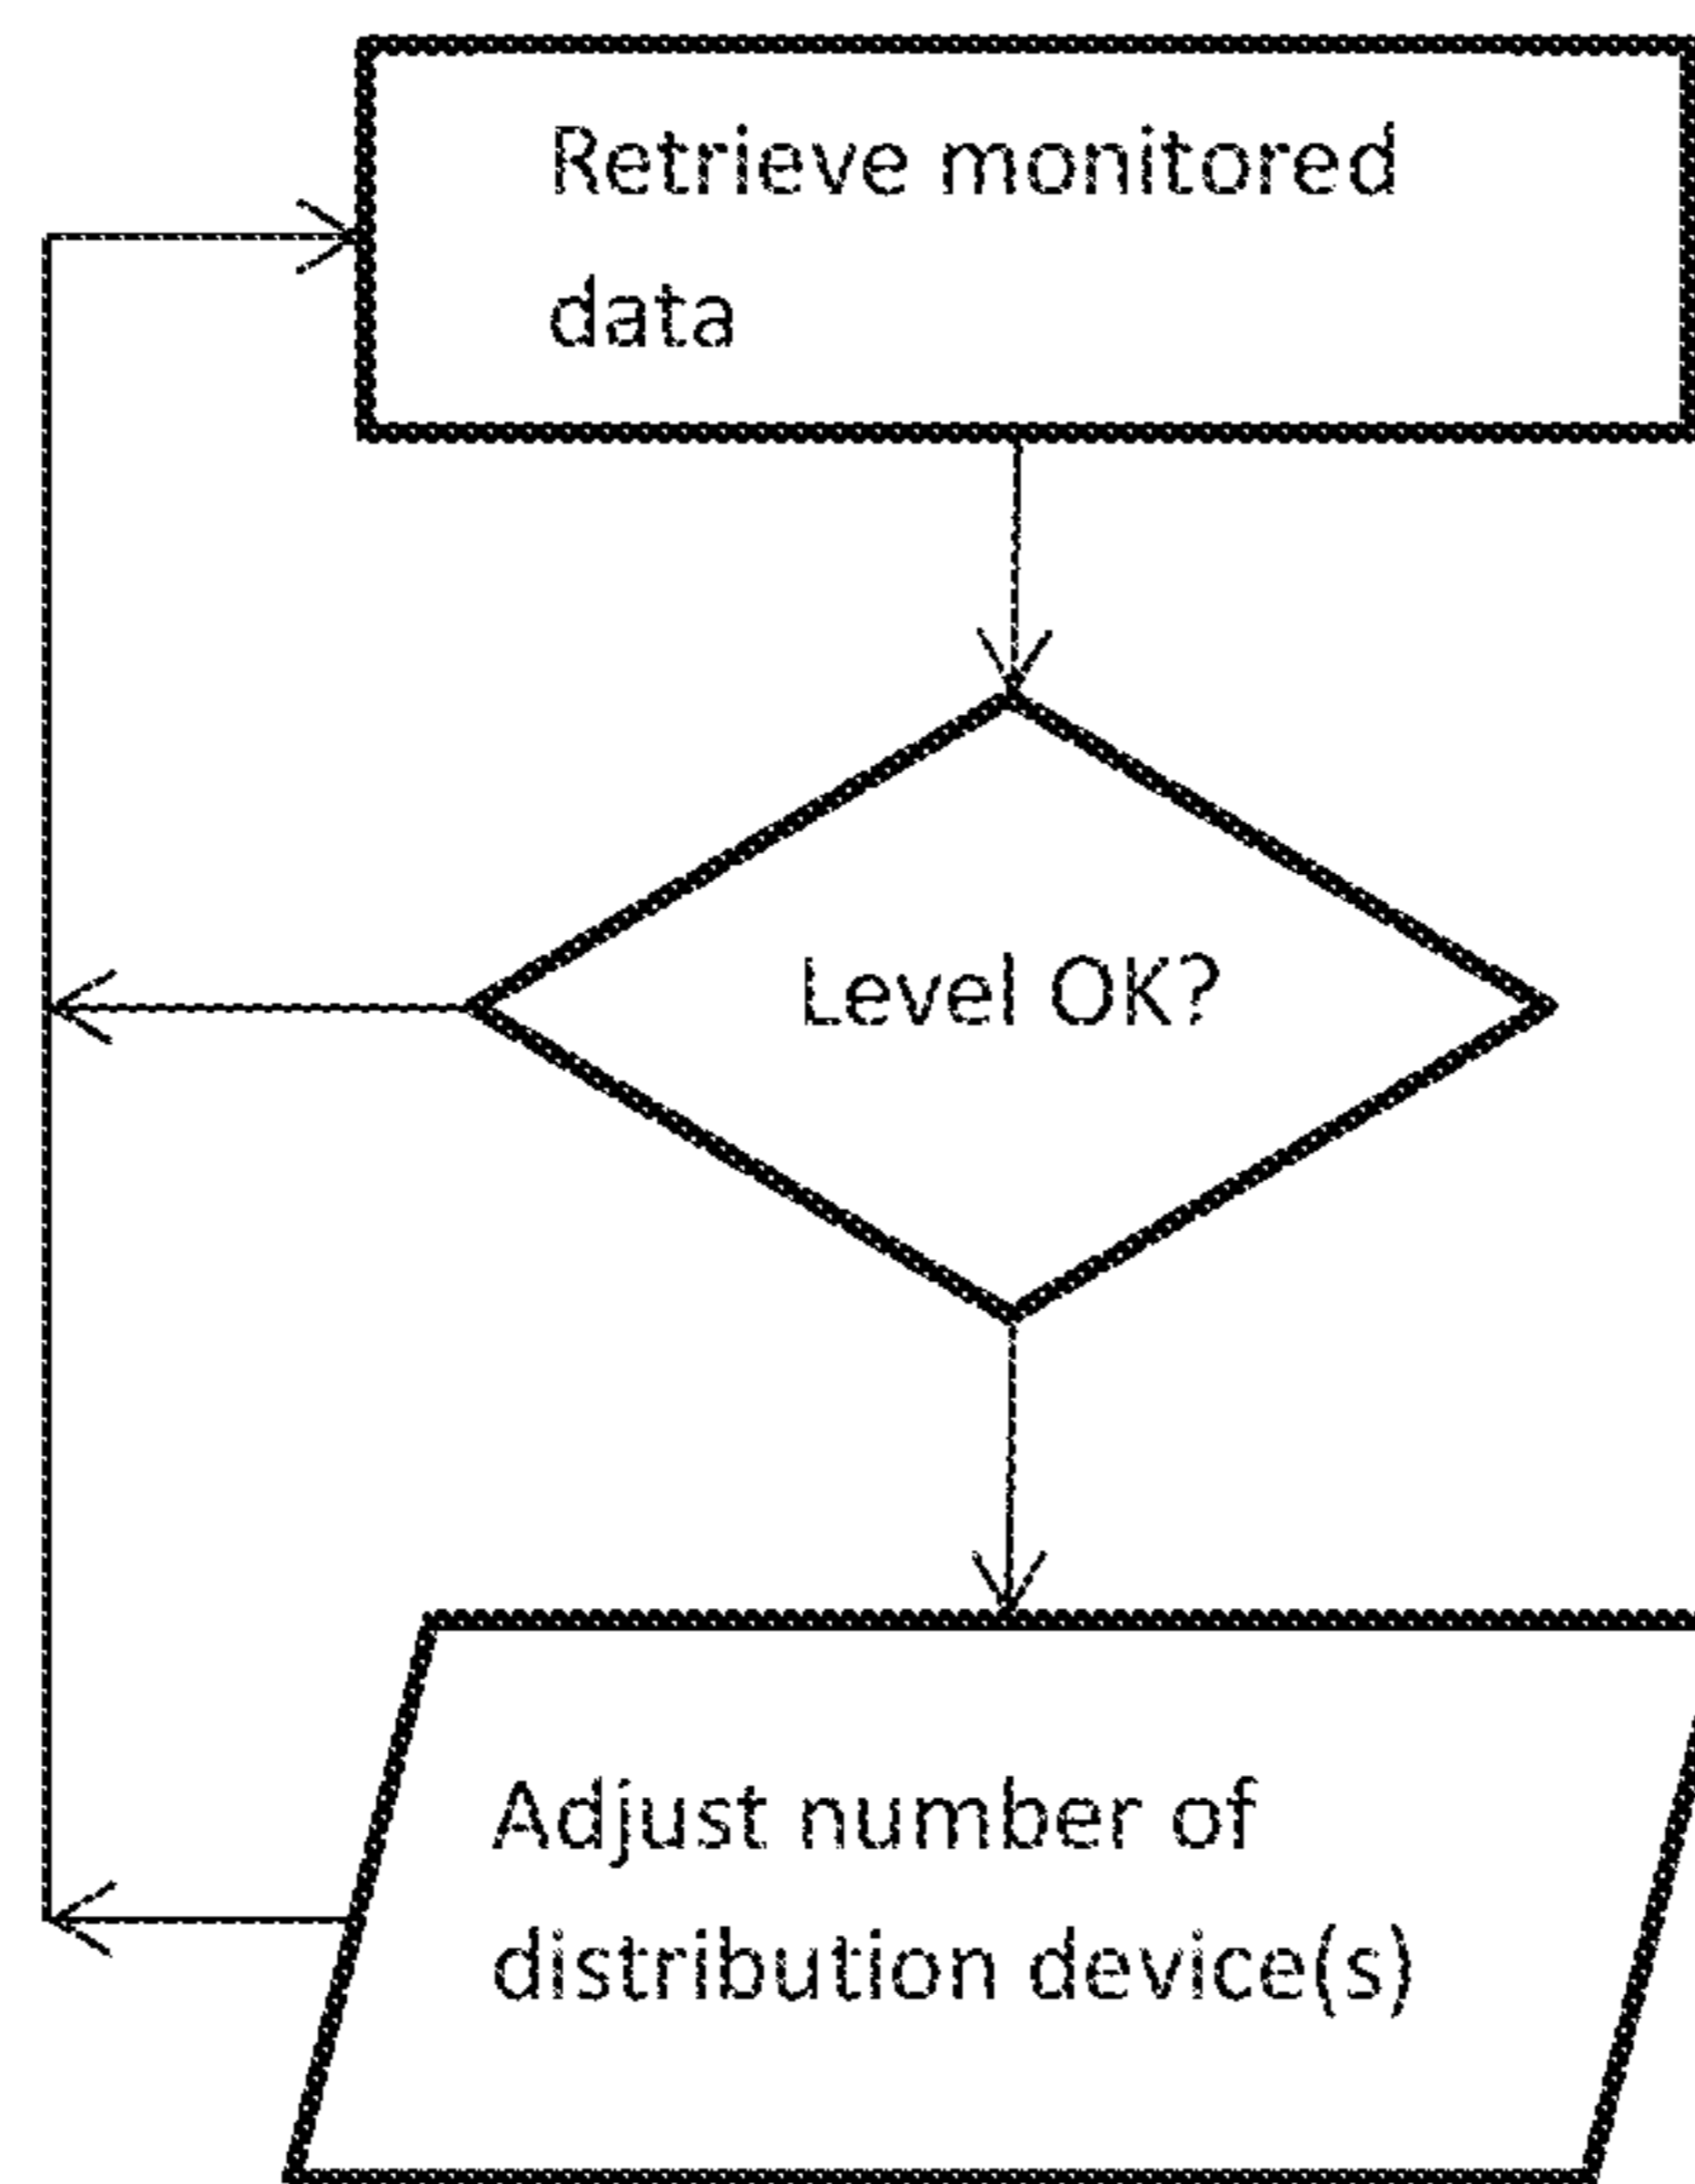 Retrieve monitored
data
Level OK?
Adjust number of
distribution device(s)